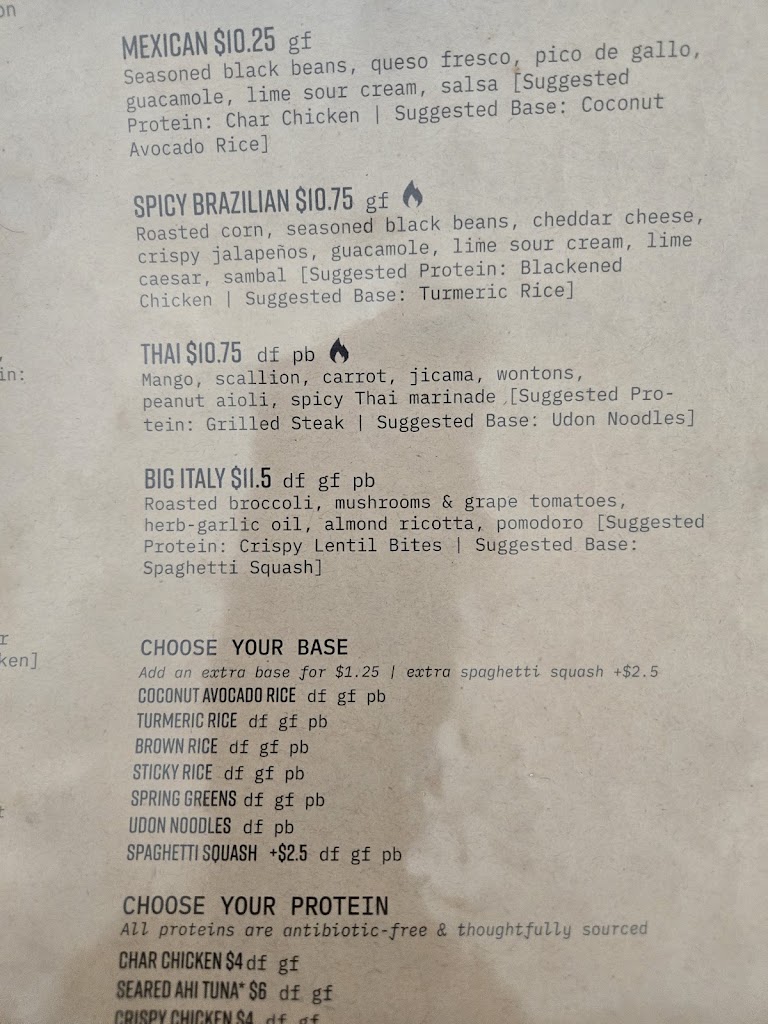 on
MEXICAN $10.25 gf
Seasoned black beans, queso fresco, pico de gallo,
guacamole, lime sour cream, salsa [Suggested
Protein: Char Chicken | Suggested Base: Coconut
Avocado Rice]
SPICY BRAZILIAN $10.75 gf
Roasted corn, seasoned black beans, cheddar cheese,
crispy jalapeños, guacamole, lime sour cream, lime
caesar, sambal [Suggested Protein: Blackened
Chicken | Suggested Base: Turmeric Rice]
in:
THAI $10.75 df pb
Mango, scallion, carrot, jicama, wontons,
peanut aioli, spicy Thai marinade [Suggested Pro-
tein: Grilled Steak | Suggested Base: Udon Noodles]
BIG ITALY $11.5 df gf pb
Roasted broccoli, mushrooms & grape tomatoes,
herb-garlic oil, almond ricotta, pomodoro [Suggested
Protein: Crispy Lentil Bites | Suggested Base:
Spaghetti Squash]
r
ken]
CHOOSE YOUR BASE
Add an extra base for $1.25 | extra spaghetti squash +$2.5
COCONUT AVOCADO RICE df gf pb
TURMERIC RICE df gf pb
BROWN RICE df gf pb
STICKY RICE df gf pb
SPRING GREENS df gf pb
UDON NOODLES df pb
SPAGHETTI SQUASH +$2.5 df gf pb
CHOOSE YOUR PROTEIN
All proteins are antibiotic-free & thoughtfully sourced
CHAR CHICKEN $4 df gf
SEARED AHI TUNA* $6 df gf
CRISPY CHICKEN $4 df gf